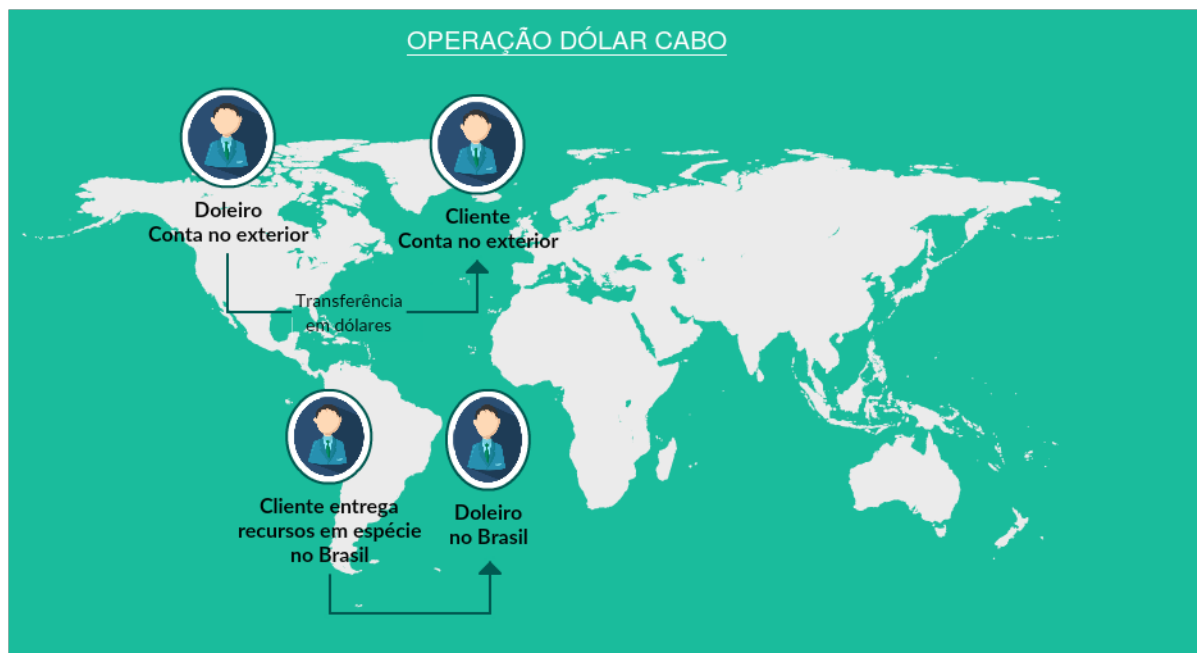 OPERAÇÃO DÓLAR CABO
Doleiro
Conta no exterior
Cliente
Conta no exterior
Transferência
em dólares
Cliente entrega
recursos em espécie
no Brasil
Doleiro
no Brasil